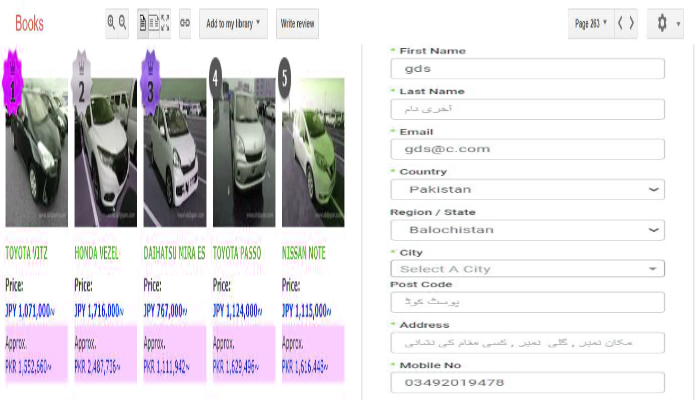 Books
Add to my library
Write review
Page 263
1
2
3
4
5
TOYOTA VITZ
HONDA VEZEL
DAIHATSU MIRA ES
TOYOTA PASSO
NISSAN NOTE
Price:
Price:
Price:
Price:
Price:
JPY 1,071,000~
JPY 1,716,000~
JPY 767,000~
JPY 1,124,000~
JPY 1,115,000~
Approx.
Approx.
Approx.
Approx.
Approx.
PKR 1,552,660~
PKR 2,487,736~
PKR 1,111,942~
PKR 1,629,496~
PKR 1,616,448~
* First Name
gds
* Last Name
آخری نام
* Email
gds@c.com
* Country
Pakistan
Region / State
Balochistan
* City
Select A City
Post Code
پوسٹ کوڈ
* Address
مکان نمبر , گلی نمبر , کسی مقام کی نشانی
* Mobile No
03492019478